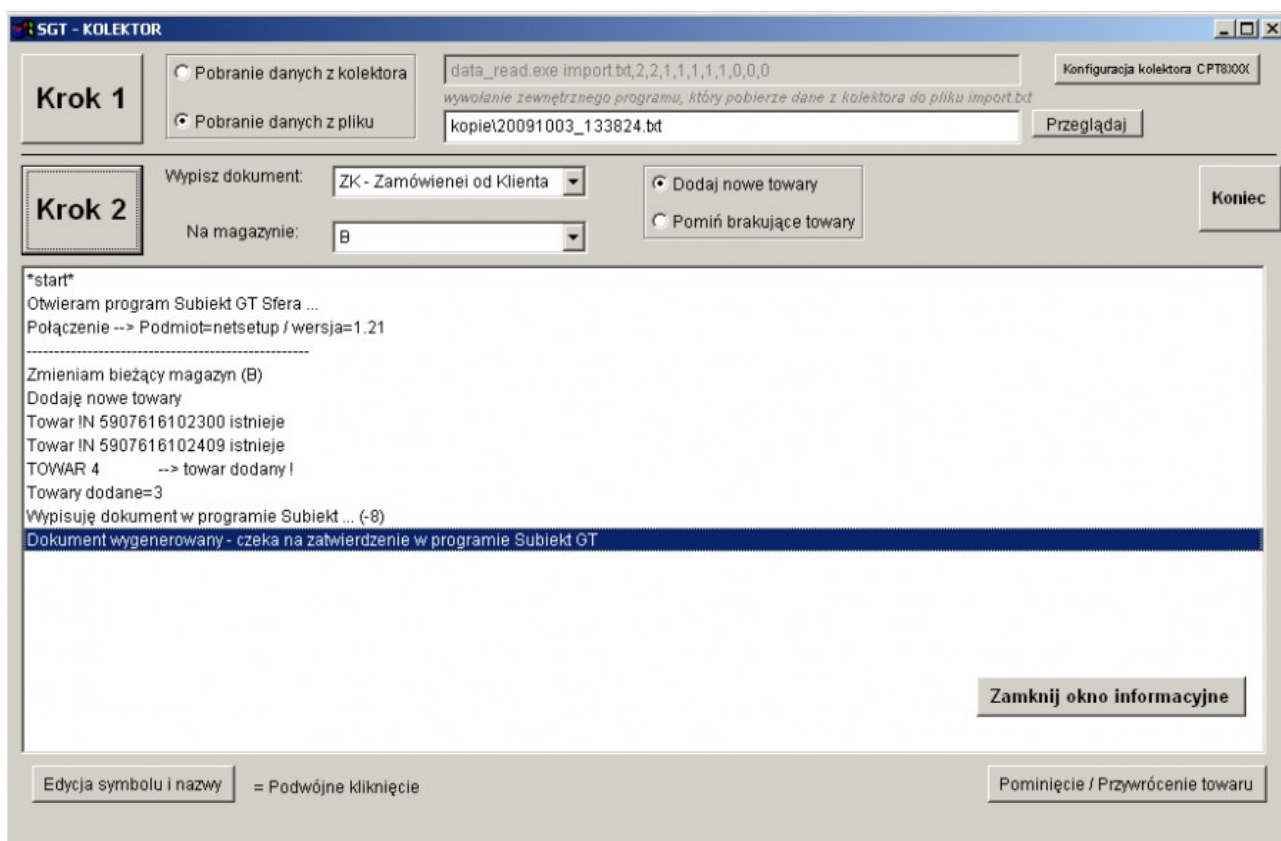 SGT - KOLEKTOR
Krok 1
Pobranie danych z kolektora
Pobranie danych z pliku
data_read.exe import.txt,2,2,1,1,1,1,1,0,0,0
wywołanie zewnętrznego programu, który pobierze dane z kolektora do pliku import.txt
kopie\20091003_133824.txt
Konfiguracja kolektora CPT8XXX
Przeglądaj
Krok 2
Wypisz dokument:
ZK - Zamówienei od Klienta
Na magazynie:
B
Dodaj nowe towary
Pomiń brakujące towary
Koniec
*start*
Otwieram program Subiekt GT Sfera ...
Połączenie --> Podmiot=netsetup / wersja=1.21
---------------------------------------------------
Zmieniam bieżący magazyn (B)
Dodaję nowe towary
Towar !N 5907616102300 istnieje
Towar !N 5907616102409 istnieje
TOWAR 4 --> towar dodany !
Towary dodane=3
Wypisuję dokument w programie Subiekt ... (-8)
Dokument wygenerowany - czeka na zatwierdzenie w programie Subiekt GT
Zamknij okno informacyjne
Edycja symbolu i nazwy
= Podwójne kliknięcie
Pominięcie / Przywrócenie towaru